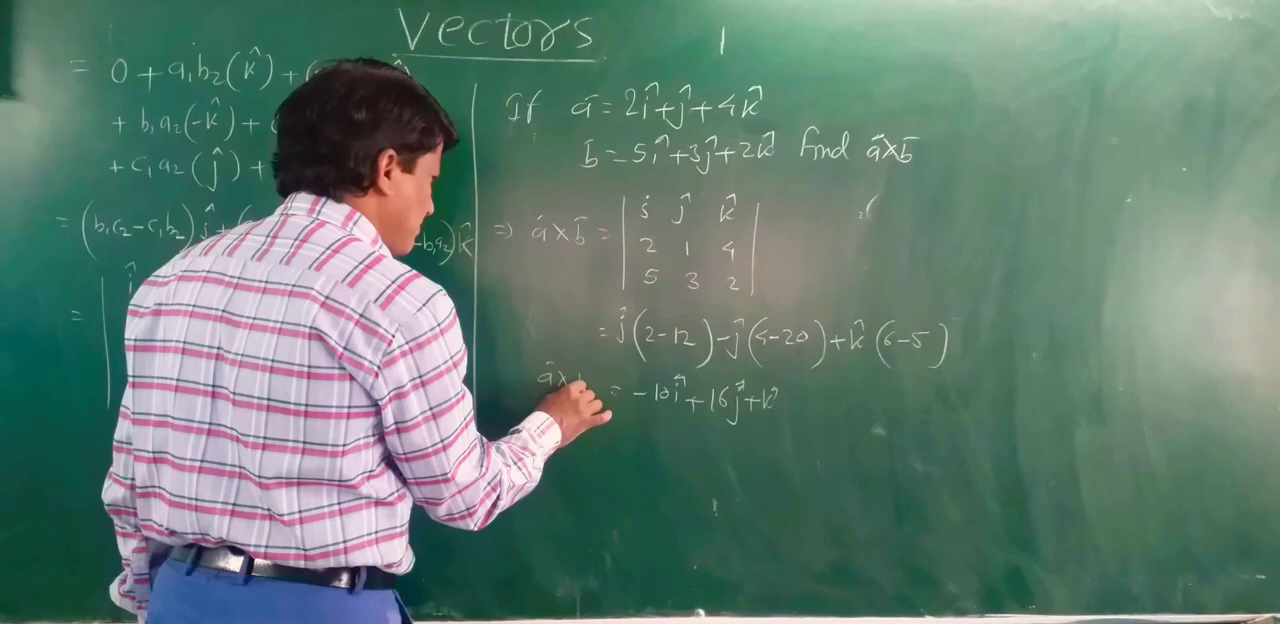 Vectors
= 0 + a₁b₂(k̂) + (
+ b₁a₂(-k̂) +
+ c₁a₂(ĵ) +
= (b₁c₂-c₁b₂)î + -b₁a₂)k̂
= | î
If ā = 2î+ĵ+4k̂
b̄ = 5î+3ĵ+2k̂ find ā×b̄
⇒ ā×b̄ = | î ĵ k̂ |
2 1 4
5 3 2
= î(2-12)-ĵ(4-20)+k̂(6-5)
ā× = -10î+16ĵ+k̂